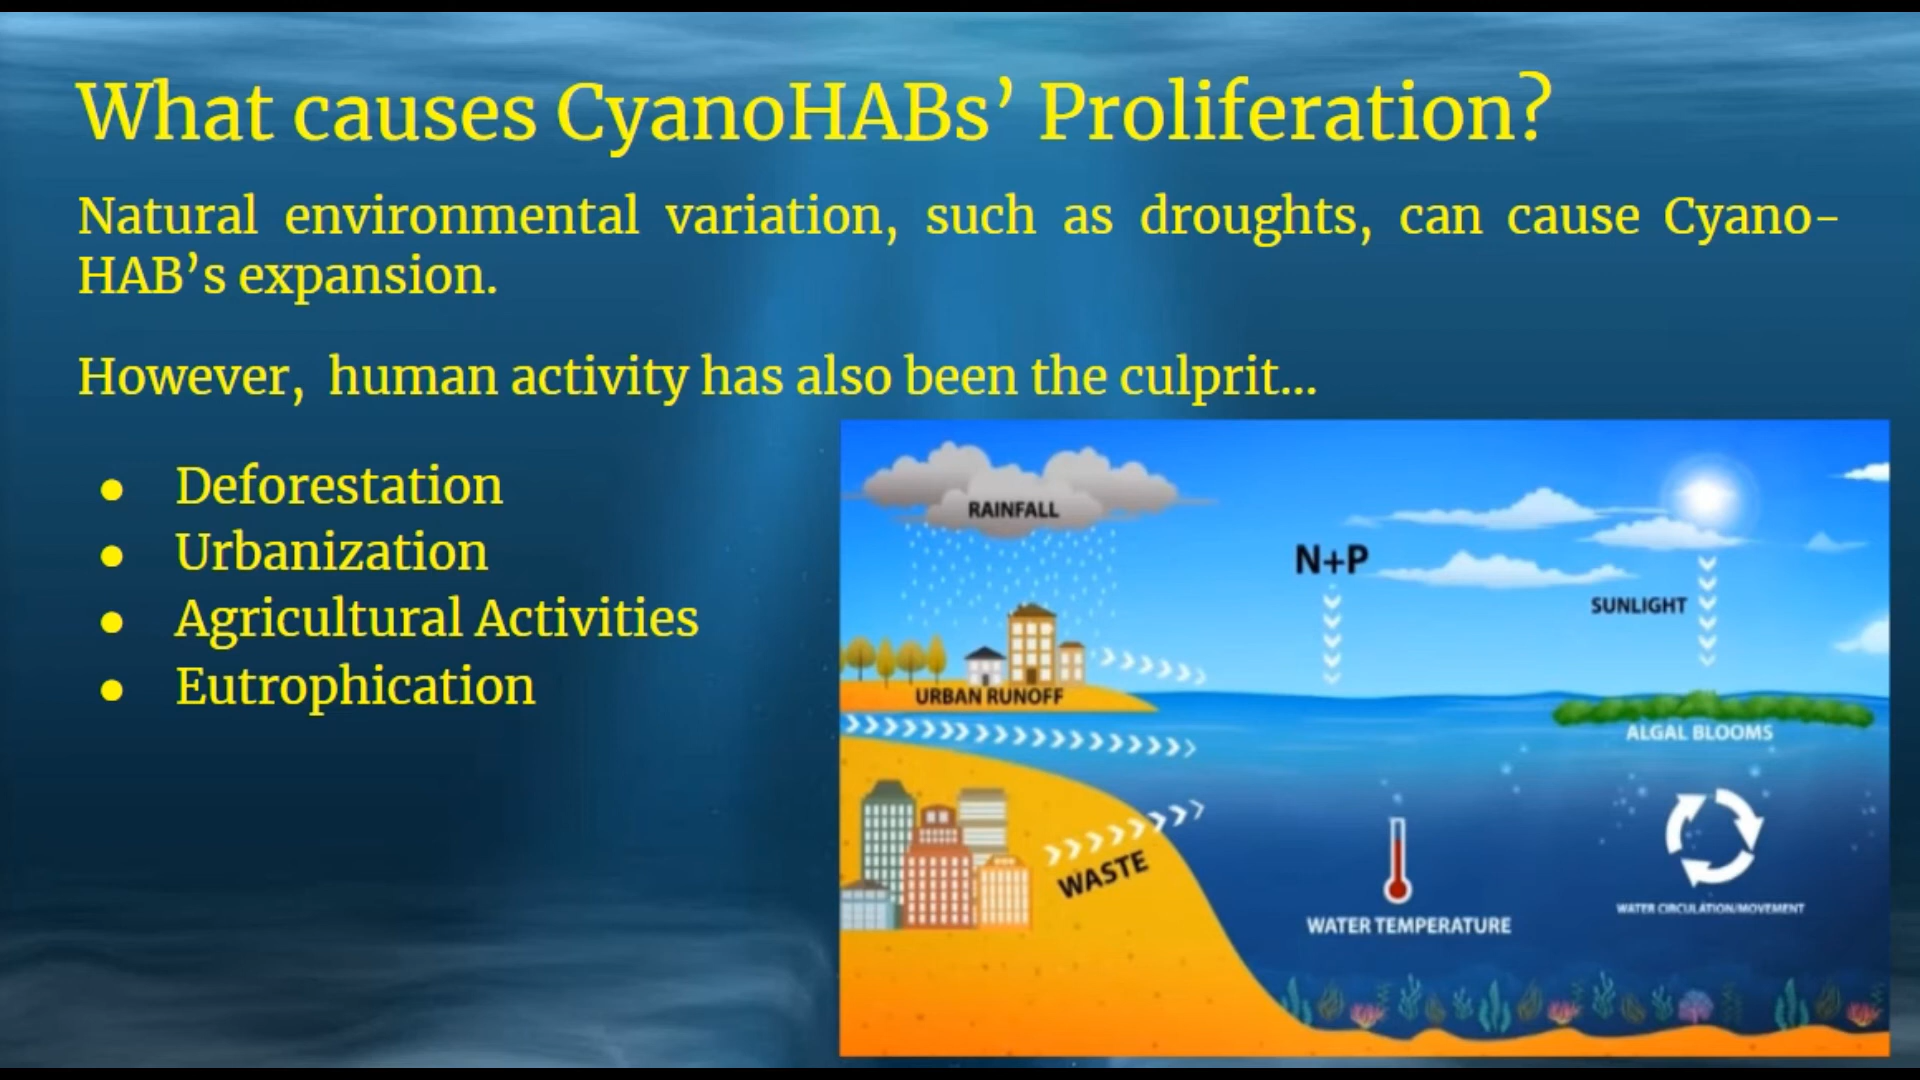 What causes CyanoHABs’ Proliferation?
Natural environmental variation, such as droughts, can cause Cyano-
HAB’s expansion.
However, human activity has also been the culprit...
● Deforestation
● Urbanization
● Agricultural Activities
● Eutrophication
RAINFALL
N+P
SUNLIGHT
URBAN RUNOFF
ALGAL BLOOMS
WASTE
WATER TEMPERATURE
WATER CIRCULATION/MOVEMENT